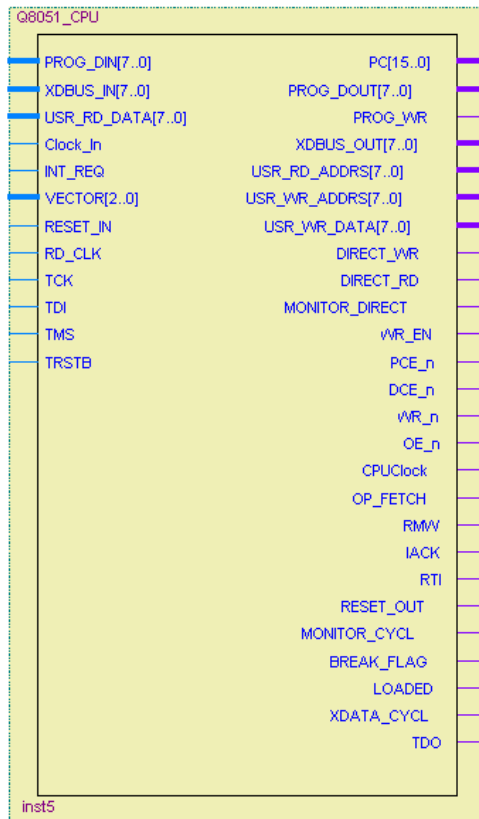 Q8051_CPU
PROG_DIN[7..0] PC[15..0]
XDBUS_IN[7..0] PROG_DOUT[7..0]
USR_RD_DATA[7..0] PROG_WR
Clock_In XDBUS_OUT[7..0]
INT_REQ USR_RD_ADDRS[7..0]
VECTOR[2..0] USR_WR_ADDRS[7..0]
RESET_IN USR_WR_DATA[7..0]
RD_CLK DIRECT_WR
TCK DIRECT_RD
TDI MONITOR_DIRECT
TMS WR_EN
TRSTB PCE_n
DCE_n
WR_n
OE_n
CPUClock
OP_FETCH
RMW
IACK
RTI
RESET_OUT
MONITOR_CYCL
BREAK_FLAG
LOADED
XDATA_CYCL
TDO
inst5